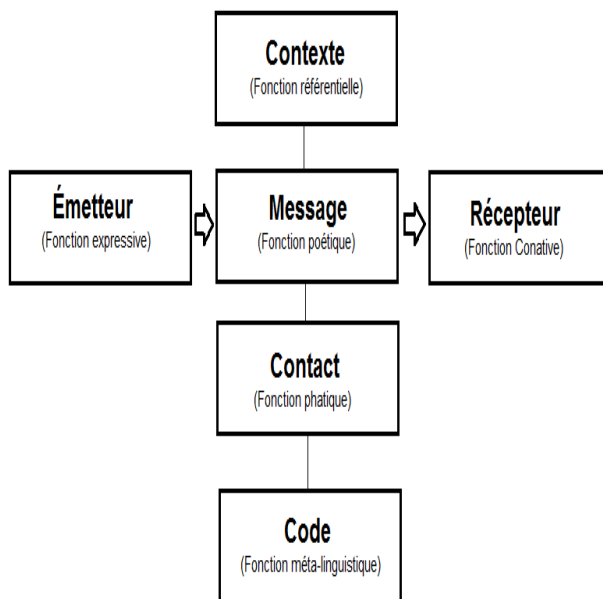 Contexte
(Fonction référentielle)
Émetteur
(Fonction expressive)
Message
(Fonction poétique)
Récepteur
(Fonction Conative)
Contact
(Fonction phatique)
Code
(Fonction méta-linguistique)